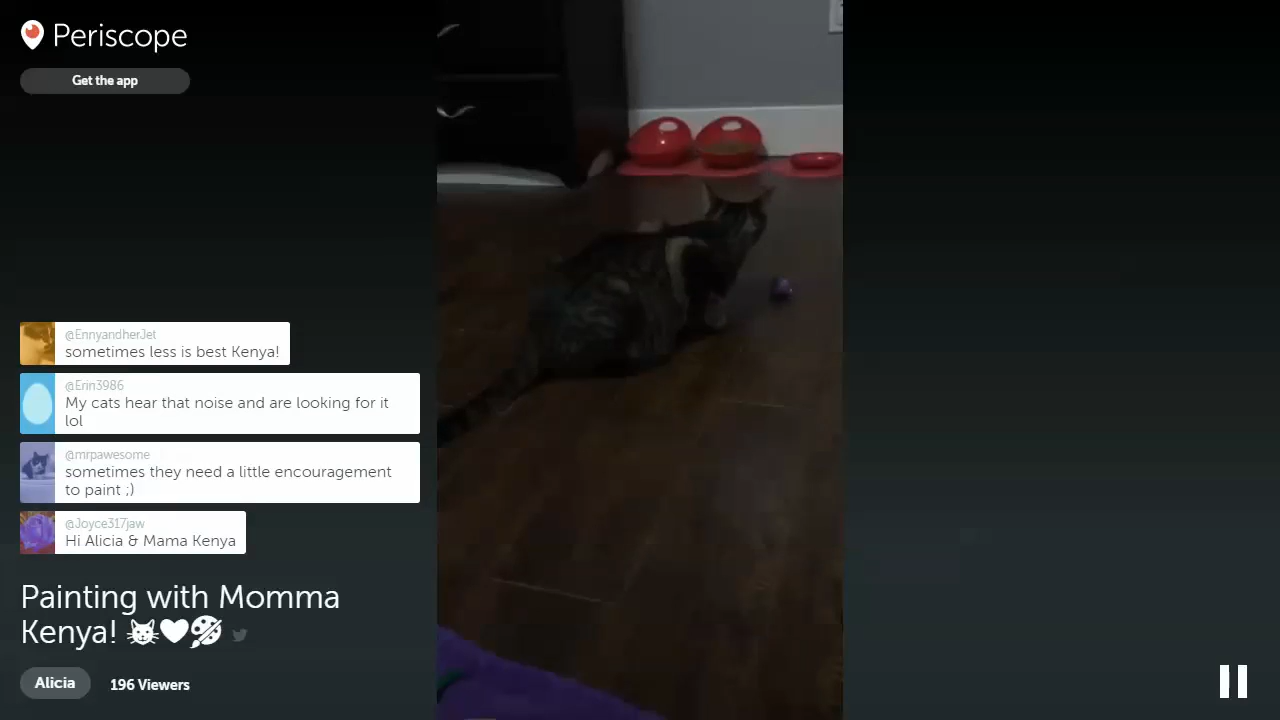 Periscope
Get the app
@EnnyandherJet
sometimes less is best Kenya!
@Erin3986
My cats hear that noise and are looking for it
lol
@mrpawesome
sometimes they need a little encouragement
to paint ;)
@Joyce317jaw
Hi Alicia & Mama Kenya
Painting with Momma
Kenya! 🐱❤🎨
Alicia
196 Viewers